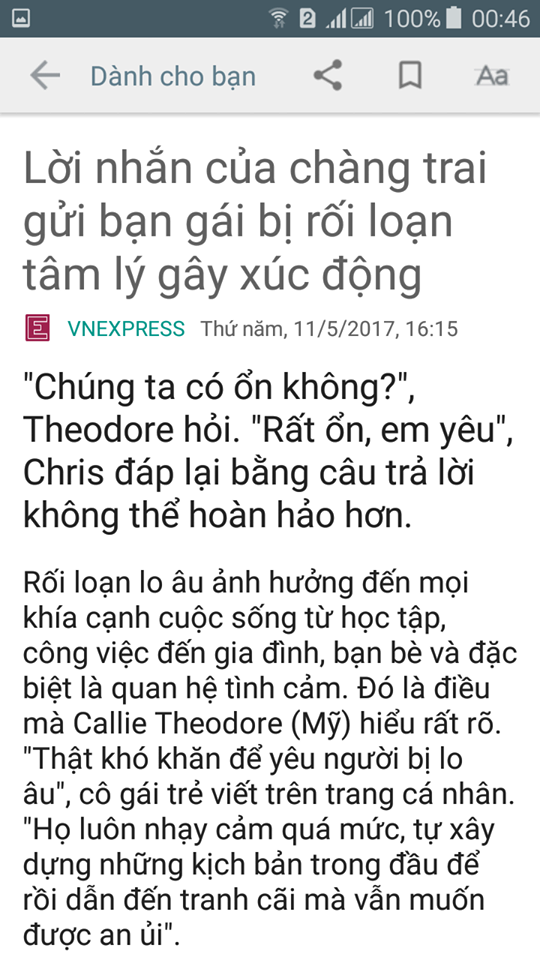 2 100% 00:46
Dành cho bạn Aa
Lời nhắn của chàng trai
gửi bạn gái bị rối loạn
tâm lý gây xúc động
E VNEXPRESS Thứ năm, 11/5/2017, 16:15
"Chúng ta có ổn không?",
Theodore hỏi. "Rất ổn, em yêu",
Chris đáp lại bằng câu trả lời
không thể hoàn hảo hơn.
Rối loạn lo âu ảnh hưởng đến mọi
khía cạnh cuộc sống từ học tập,
công việc đến gia đình, bạn bè và đặc
biệt là quan hệ tình cảm. Đó là điều
mà Callie Theodore (Mỹ) hiểu rất rõ.
"Thật khó khăn để yêu người bị lo
âu", cô gái trẻ viết trên trang cá nhân.
"Họ luôn nhạy cảm quá mức, tự xây
dựng những kịch bản trong đầu để
rồi dẫn đến tranh cãi mà vẫn muốn
được an ủi".